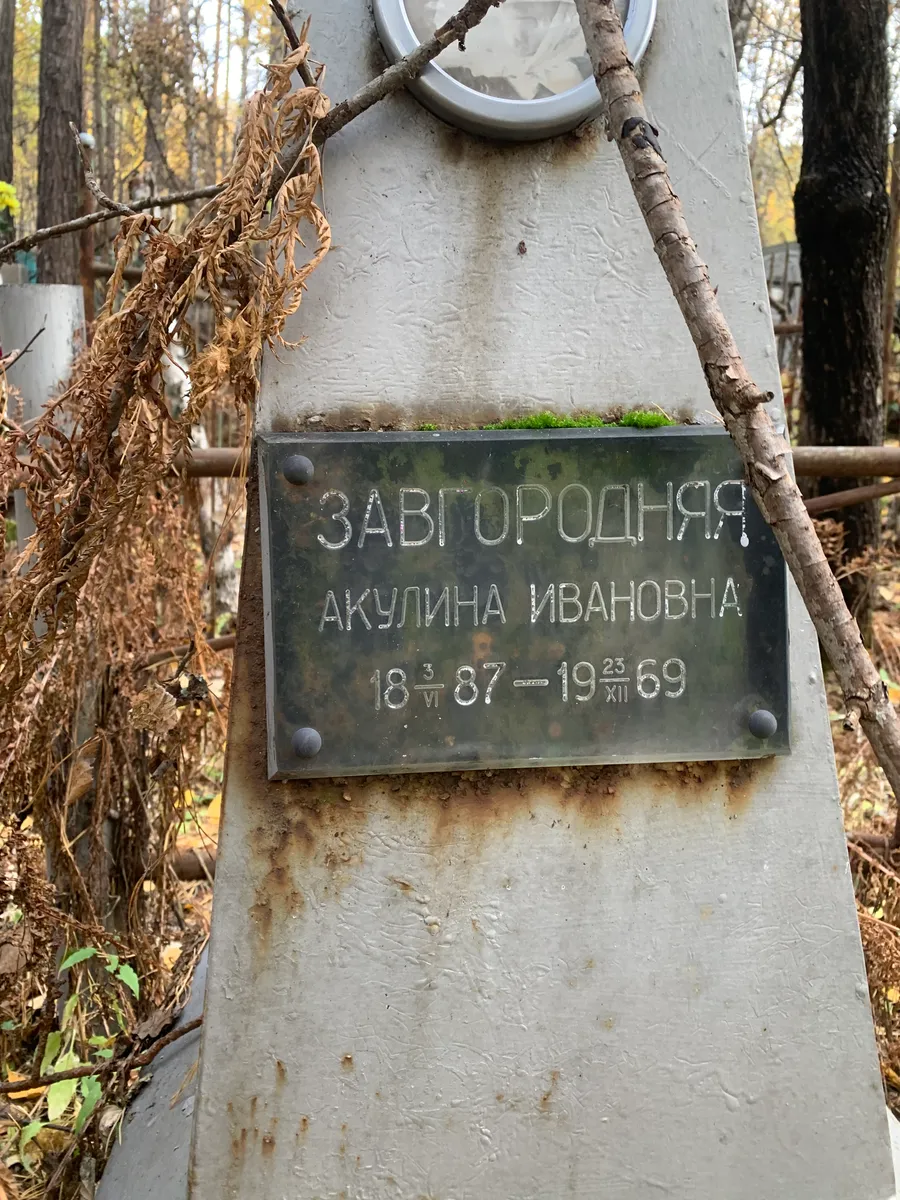 ЗАВГОРОДНЯЯ
АКУЛИНА ИВАНОВНА
18 3/VI 87 — 19 23/XII 69